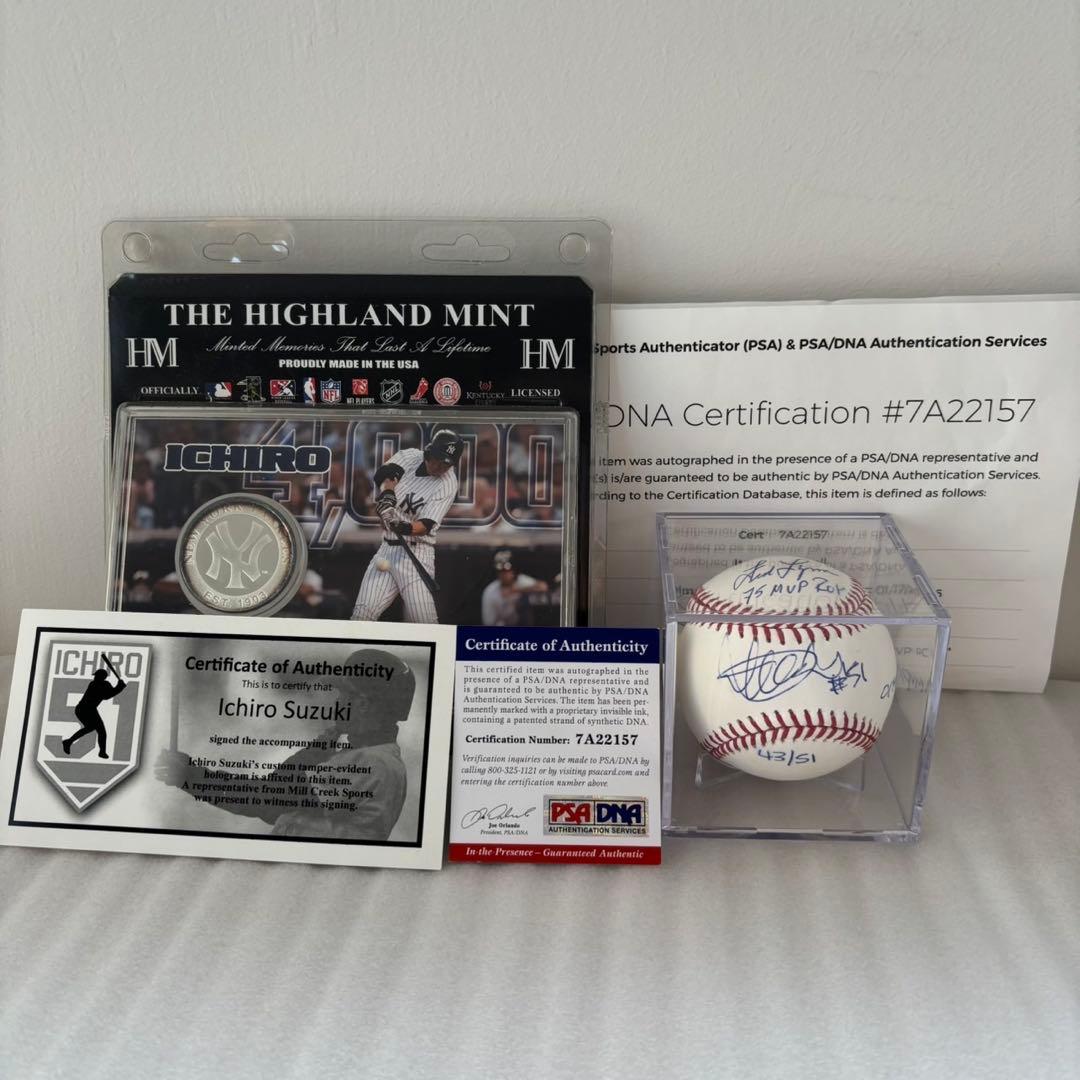 THE HIGHLAND MINT
HM
Minted Memories That Last A Lifetime
HM
PROUDLY MADE IN THE USA
OFFICIALLY
NFL
NHL
KENTUCKY
LICENSED
ICHIRO
4,000
NEW YORK
NY
EST. 1903
NY
Sports Authenticator (PSA) & PSA/DNA Authentication Services
DNA Certification #7A22157
item was autographed in the presence of a PSA/DNA representative and
is/are guaranteed to be authentic by PSA/DNA Authentication Services.
ding to the Certification Database, this item is defined as follows:
Cert 7A22157
75 MVP ROY
#51
43/51
ICHIRO
51
Certificate of Authenticity
This is to certify that
Ichiro Suzuki
signed the accompanying item.
Ichiro Suzuki's custom tamper-evident
hologram is affixed to this item.
A representative from Mill Creek Sports
was present to witness this signing.
Certificate of Authenticity
This certified item was autographed in the
presence of a PSA/DNA representative and
is guaranteed to be authentic by PSA/DNA
Authentication Services. The item has been per-
manently marked with a proprietary invisible ink,
containing a patented strand of synthetic DNA.
Certification Number: 7A22157
Verification inquiries can be made to PSA/DNA by
calling 800-325-1121 or by visiting psacard.com and
entering the certification number above.
Joe Orlando
President, PSA/DNA
PSA DNA
AUTHENTICATION SERVICES
In-the-Presence – Guaranteed Authentic